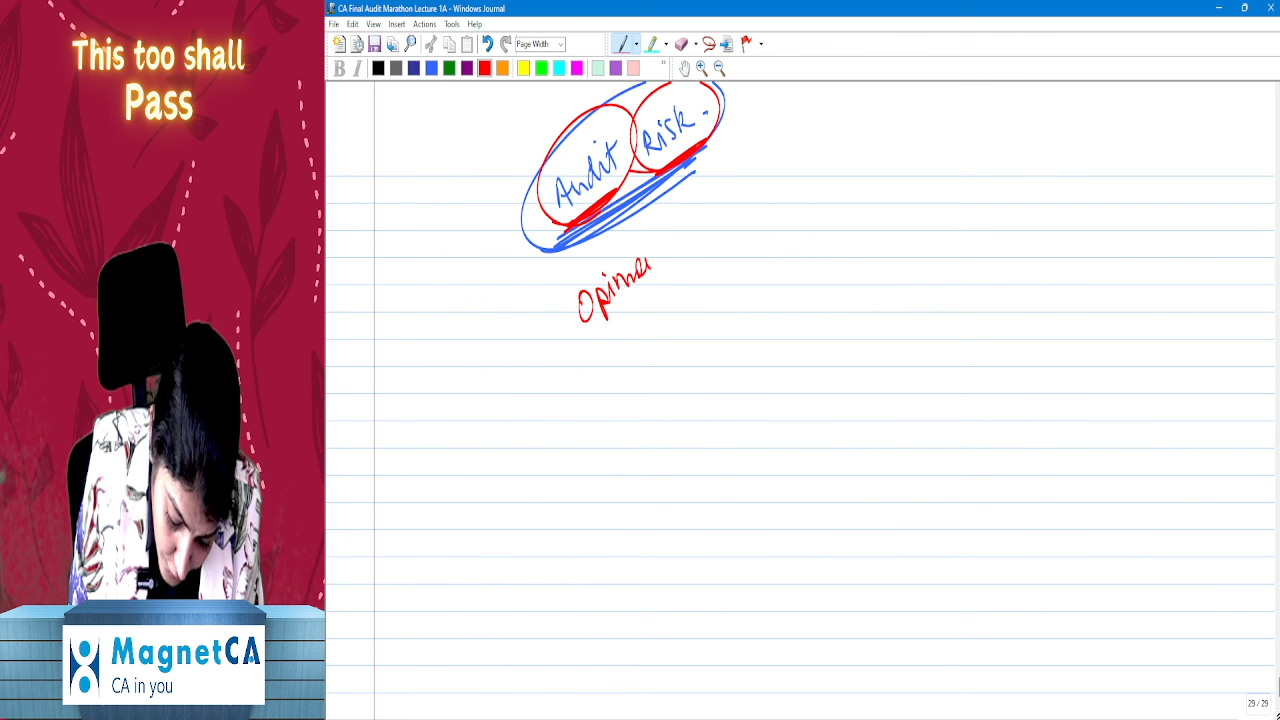 This too shall
Pass
CA Final Audit Marathon Lecture 1A - Windows Journal
File Edit View Insert Actions Tools Help
Page Width
B I
Audit Risk.
29 / 29
MagnetCA
CA in you